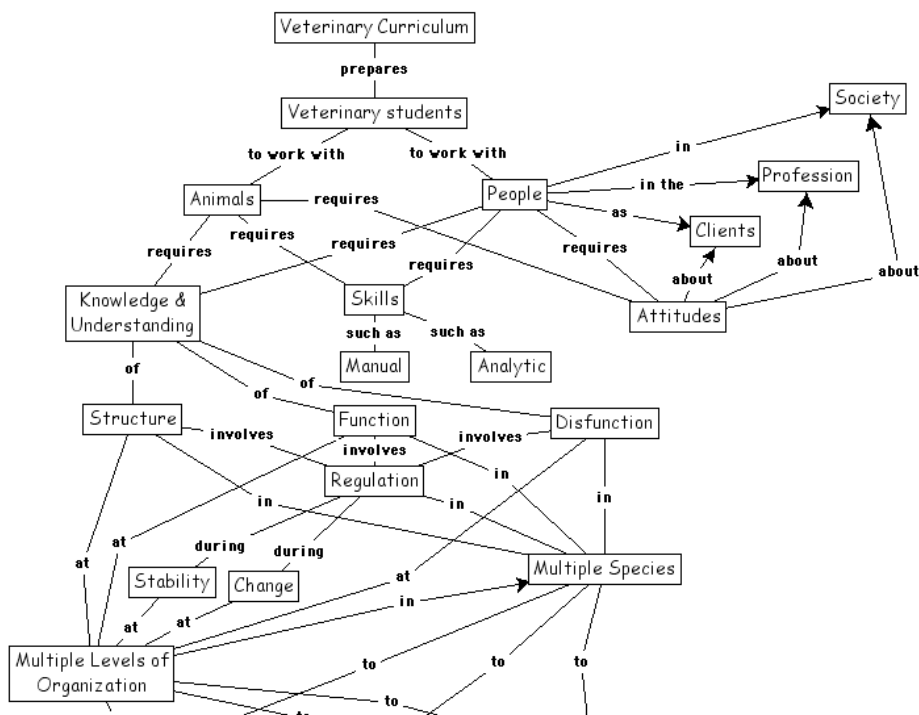 Veterinary Curriculum
prepares
Veterinary students
Society
to work with
to work with
in
Profession
People
in the
Animals
requires
as
Clients
requires
requires
requires
requires
requires
about
about
about
Knowledge &
Understanding
Skills
Attitudes
such as
such as
Manual
Analytic
of
of
of
Structure
Function
Disfunction
involves
involves
involves
Regulation
in
in
in
in
at
at
during
during
at
Stability
Change
Multiple Species
in
at
at
Multiple Levels of
Organization
to
to
to
to
to